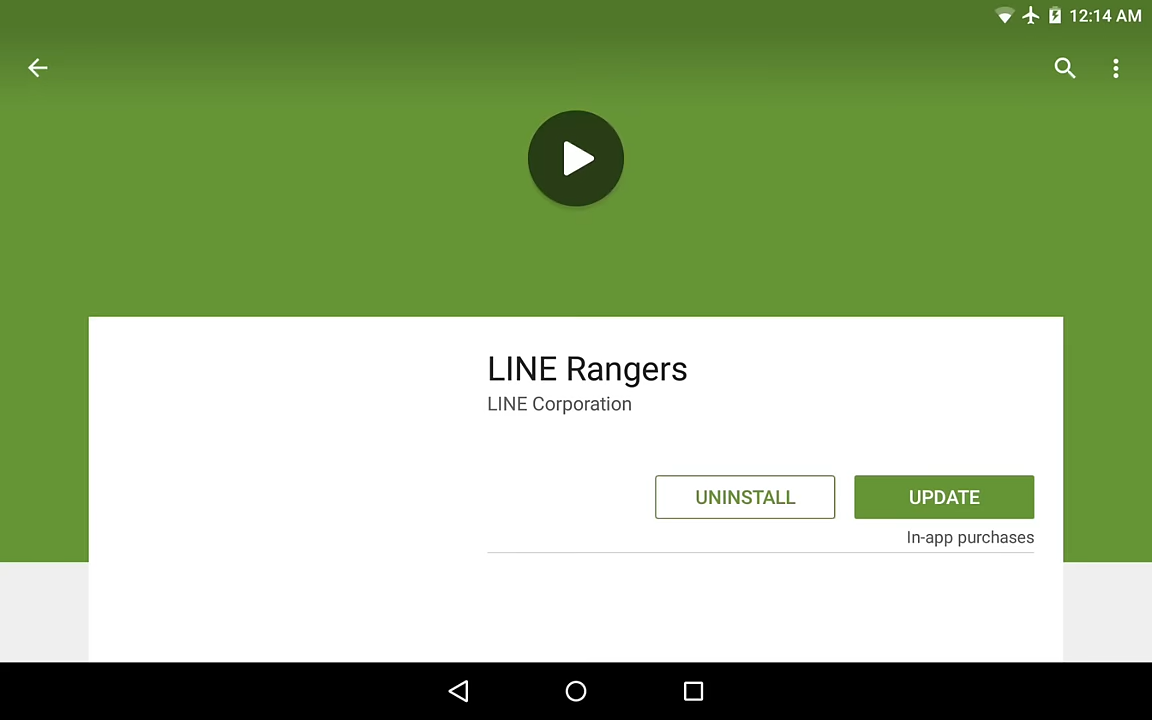 12:14 AM
LINE Rangers
LINE Corporation
UNINSTALL
UPDATE
In-app purchases